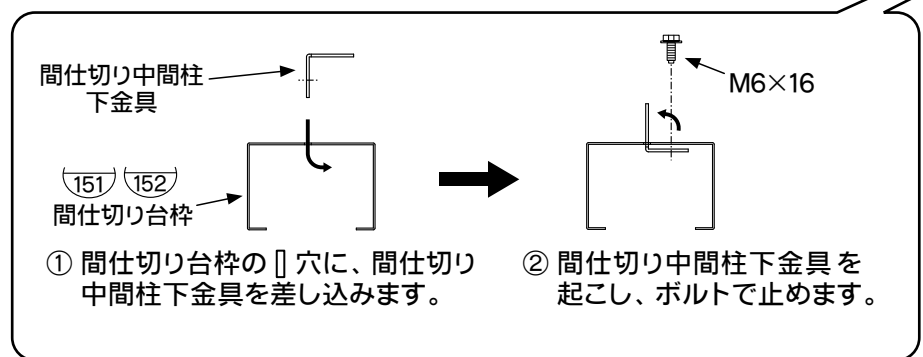 間仕切り中間柱
下金具
M6×16
151 152
間仕切り台枠
① 間仕切り台枠の [] 穴に、間仕切り
中間柱下金具を差し込みます。
② 間仕切り中間柱下金具を
起こし、ボルトで止めます。